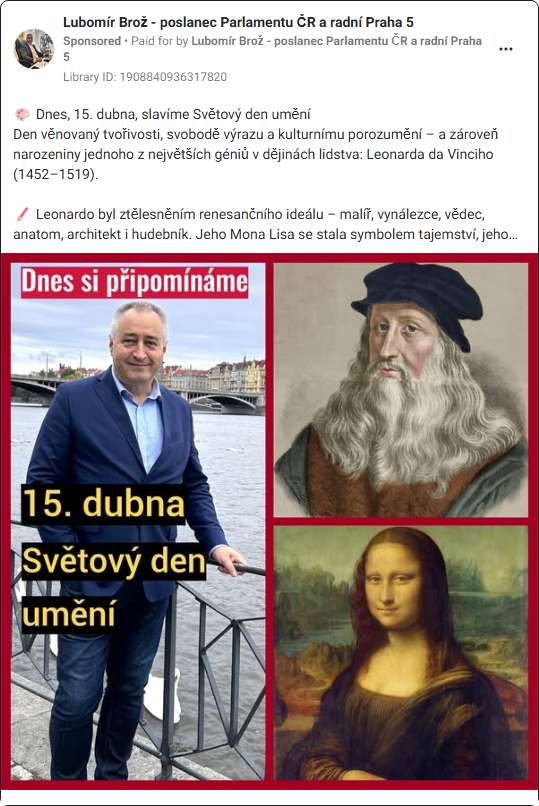 Lubomír Brož - poslanec Parlamentu ČR a radní Praha 5
Sponsored • Paid for by Lubomír Brož - poslanec Parlamentu ČR a radní Praha
5
Library ID: 1908840936317820
🎨 Dnes, 15. dubna, slavíme Světový den umění
Den věnovaný tvořivosti, svobodě výrazu a kulturnímu porozumění – a zároveň
narozeniny jednoho z největších géniů v dějinách lidstva: Leonarda da Vinciho
(1452–1519).
🖌️ Leonardo byl ztělesněním renesančního ideálu – malíř, vynálezce, vědec,
anatom, architekt i hudebník. Jeho Mona Lisa se stala symbolem tajemství, jeho…
Dnes si připomínáme
15. dubna
Světový den
umění